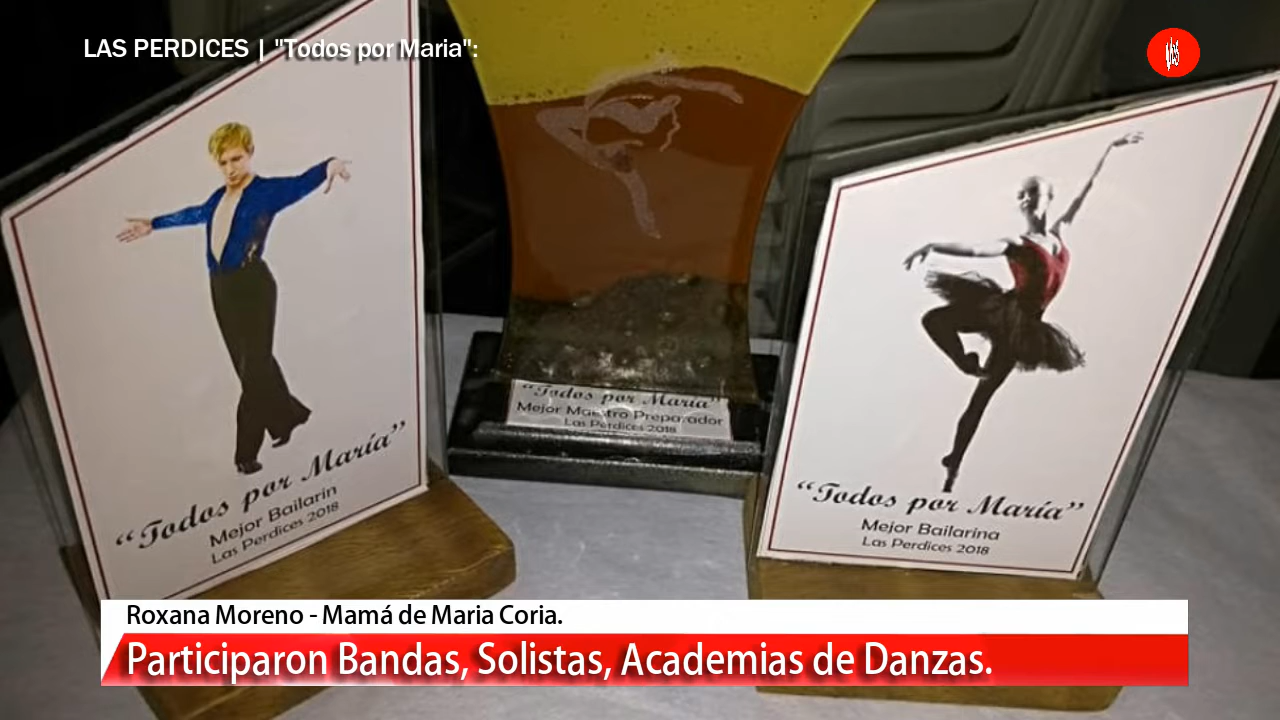 LAS PERDICES | "Todos por Maria":
“Todos por María”
Mejor Bailarin
Las Perdices 2018
“Todos por María”
Mejor Maestro Preparador
Las Perdices 2018
“Todos por María”
Mejor Bailarina
Las Perdices 2018
Roxana Moreno - Mamá de Maria Coria.
Participaron Bandas, Solistas, Academias de Danzas.